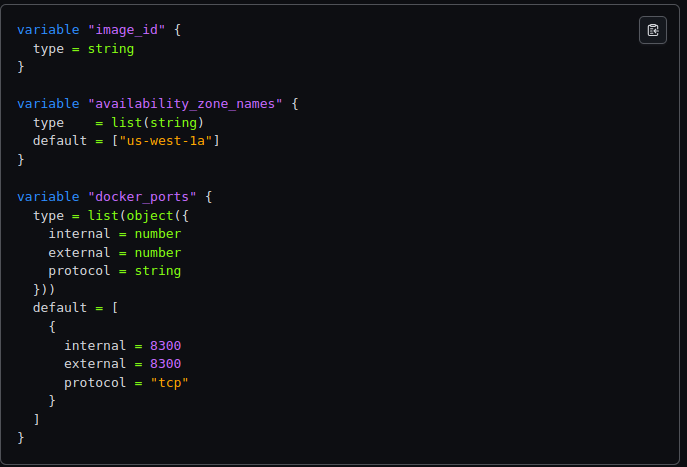 variable "image_id" {
  type = string
}

variable "availability_zone_names" {
  type    = list(string)
  default = ["us-west-1a"]
}

variable "docker_ports" {
  type = list(object({
    internal = number
    external = number
    protocol = string
  }))
  default = [
    {
      internal = 8300
      external = 8300
      protocol = "tcp"
    }
  ]
}